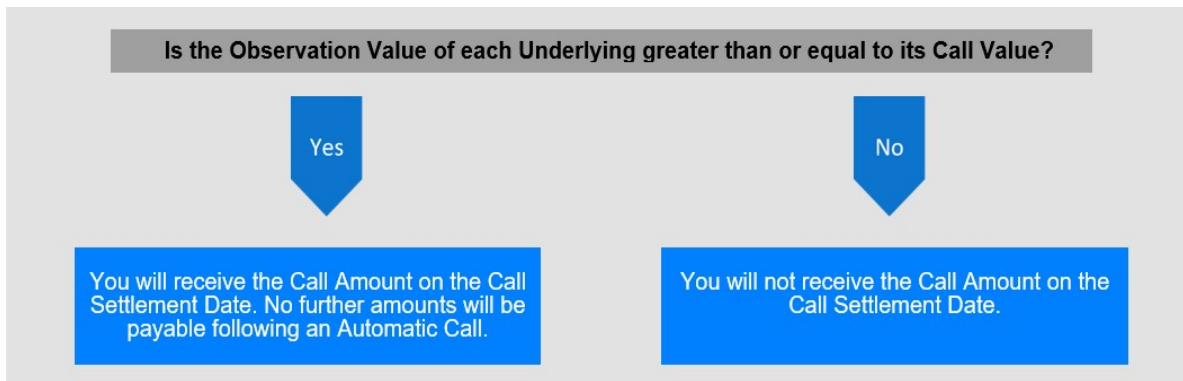 Is the Observation Value of each Underlying greater than or equal to its Call Value?
Yes
No
You will receive the Call Amount on the Call
Settlement Date. No further amounts will be
payable following an Automatic Call.
You will not receive the Call Amount on the
Call Settlement Date.